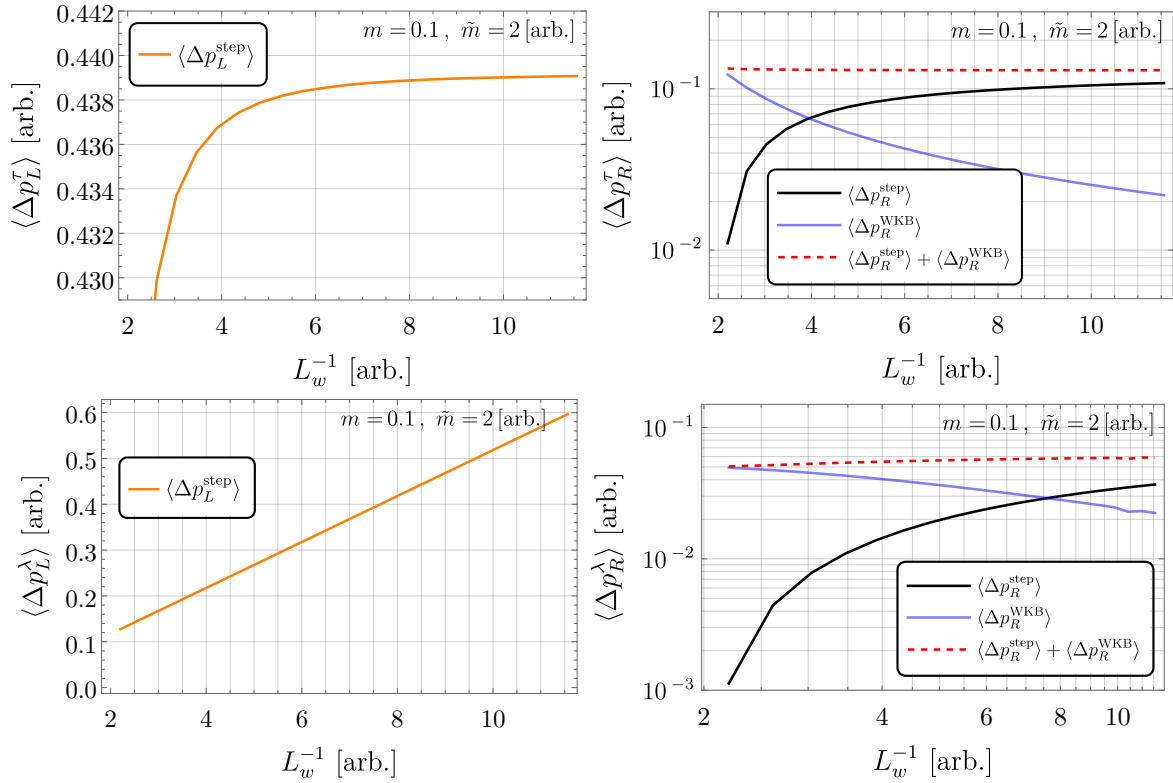 m = 0.1 , m̃ = 2 [arb.]
⟨Δp_L^step⟩
⟨Δp_L^τ⟩ [arb.]
0.442
0.440
0.438
0.436
0.434
0.432
0.430
2 4 6 8 10
L_w^{-1} [arb.]
m = 0.1 , m̃ = 2 [arb.]
⟨Δp_R^τ⟩ [arb.]
10^{-1}
10^{-2}
⟨Δp_R^step⟩
⟨Δp_R^WKB⟩
⟨Δp_R^step⟩ + ⟨Δp_R^WKB⟩
2 4 6 8 10
L_w^{-1} [arb.]
m = 0.1 , m̃ = 2 [arb.]
⟨Δp_L^step⟩
⟨Δp_L^λ⟩ [arb.]
0.6
0.5
0.4
0.3
0.2
0.1
0.0
2 4 6 8 10
L_w^{-1} [arb.]
m = 0.1 , m̃ = 2 [arb.]
⟨Δp_R^λ⟩ [arb.]
10^{-1}
10^{-2}
10^{-3}
⟨Δp_R^step⟩
⟨Δp_R^WKB⟩
⟨Δp_R^step⟩ + ⟨Δp_R^WKB⟩
2 4 6 8 10
L_w^{-1} [arb.]